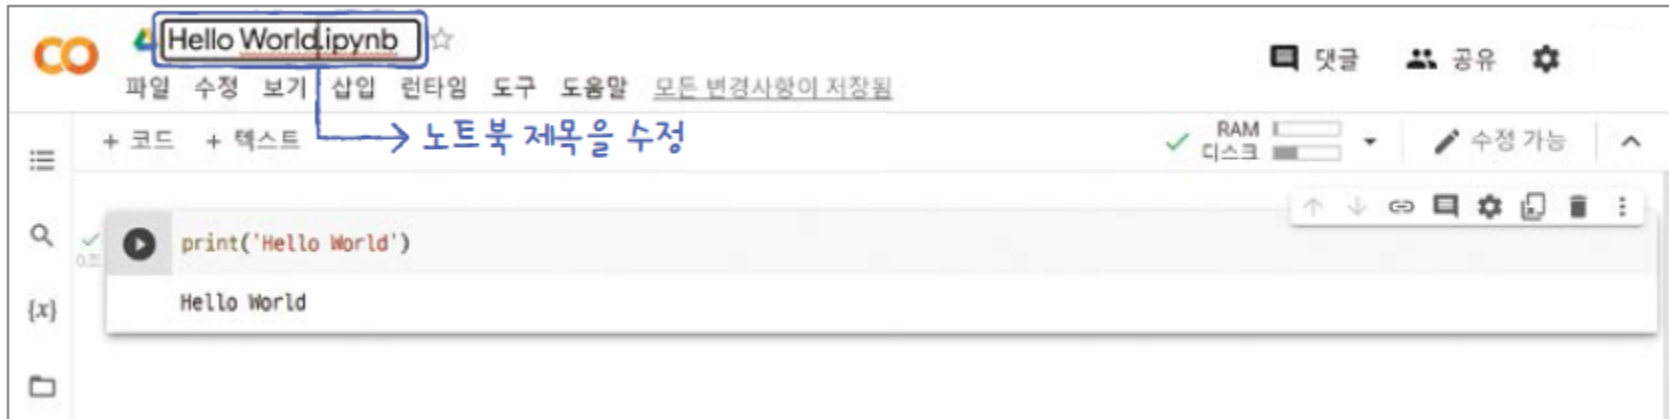 Hello World.ipynb
파일 수정 보기 삽입 런타임 도구 도움말 모든 변경사항이 저장됨
댓글 공유
+ 코드 + 텍스트
노트북 제목을 수정
RAM
디스크
수정 가능
print('Hello World')
0초
Hello World
{x}